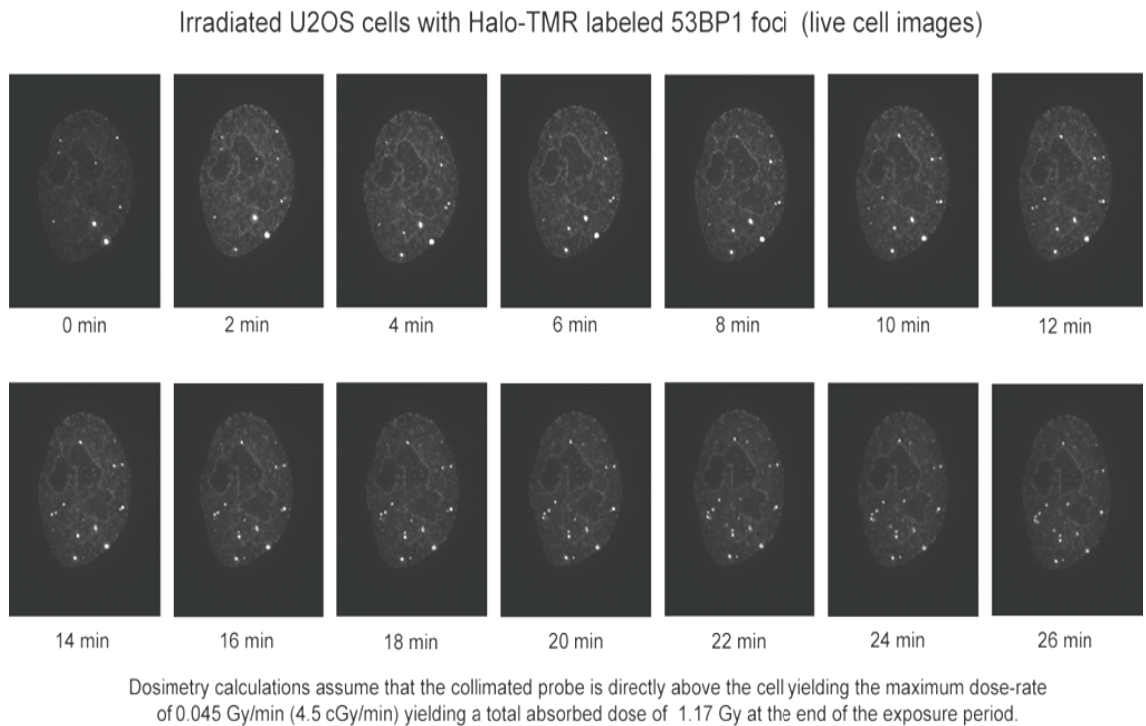 Irradiated U2OS cells with Halo-TMR labeled 53BP1 foci (live cell images)
0 min 2 min 4 min 6 min 8 min 10 min 12 min
14 min 16 min 18 min 20 min 22 min 24 min 26 min
Dosimetry calculations assume that the collimated probe is directly above the cell yielding the maximum dose-rate
of 0.045 Gy/min (4.5 cGy/min) yielding a total absorbed dose of 1.17 Gy at the end of the exposure period.